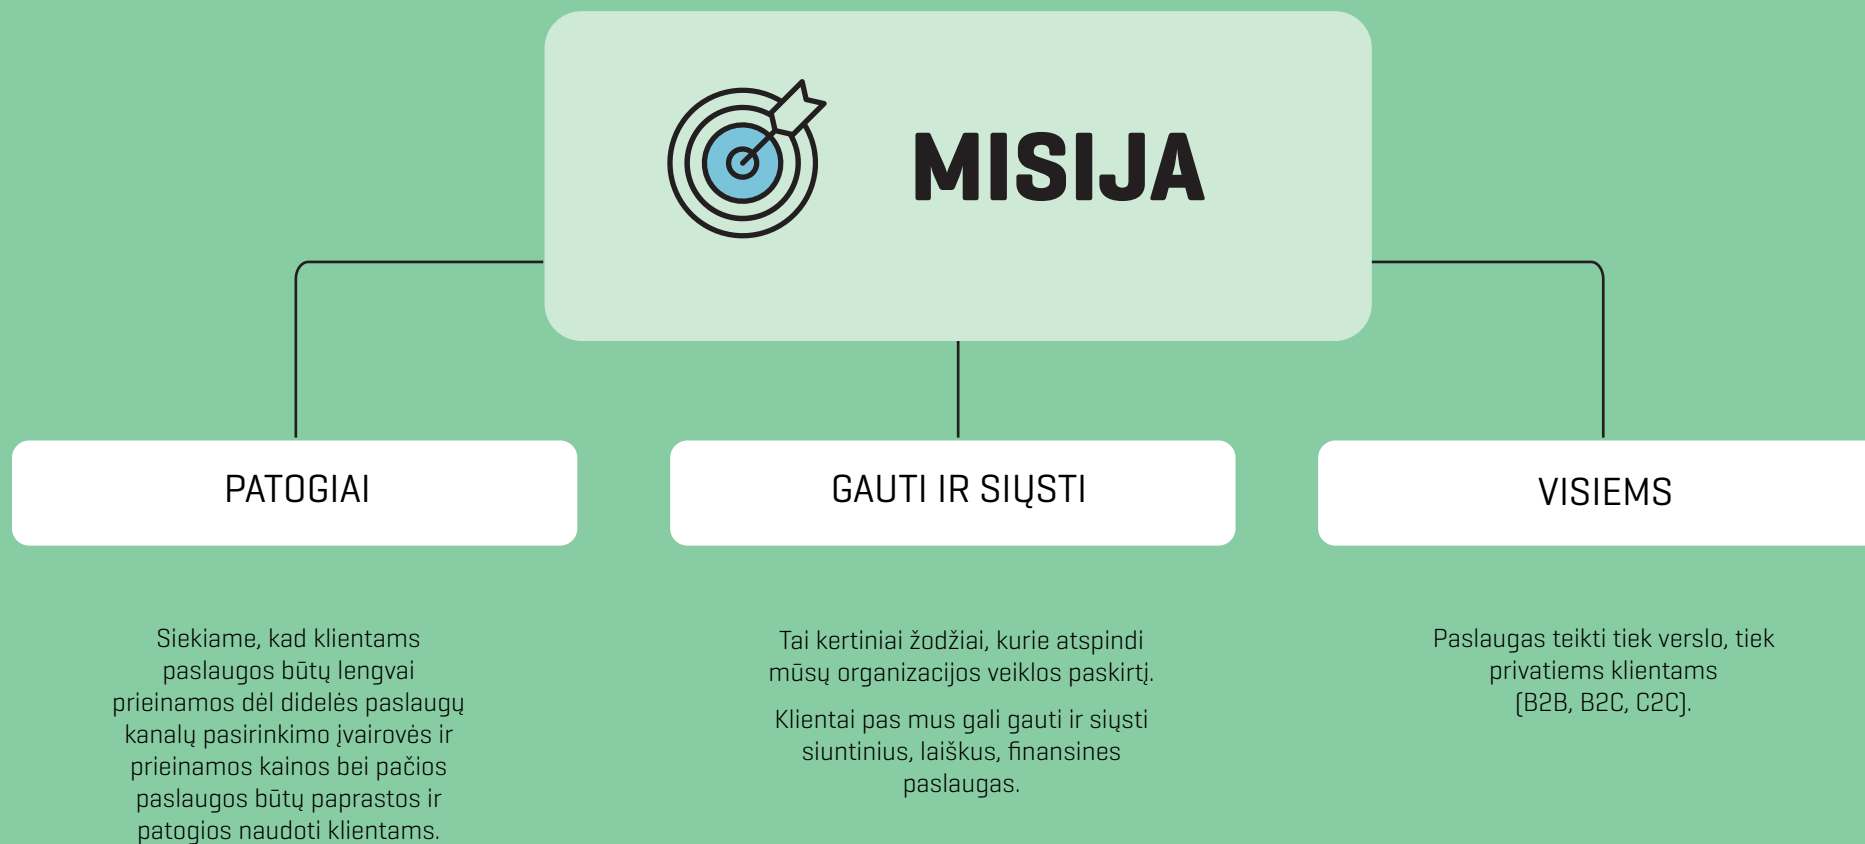 MISIJA
PATOGIAI
Siekiame, kad klientams
paslaugos būtų lengvai
prieinamos dėl didelės paslaugų
kanalų pasirinkimo įvairovės ir
prieinamos kainos bei pačios
paslaugos būtų paprastos ir
patogios naudoti klientams.
GAUTI IR SIŲSTI
Tai kertiniai žodžiai, kurie atspindi
mūsų organizacijos veiklos paskirtį.
Klientai pas mus gali gauti ir siųsti
siuntinius, laiškus, finansines
paslaugas.
VISIEMS
Paslaugas teikti tiek verslo, tiek
privatiems klientams
(B2B, B2C, C2C).